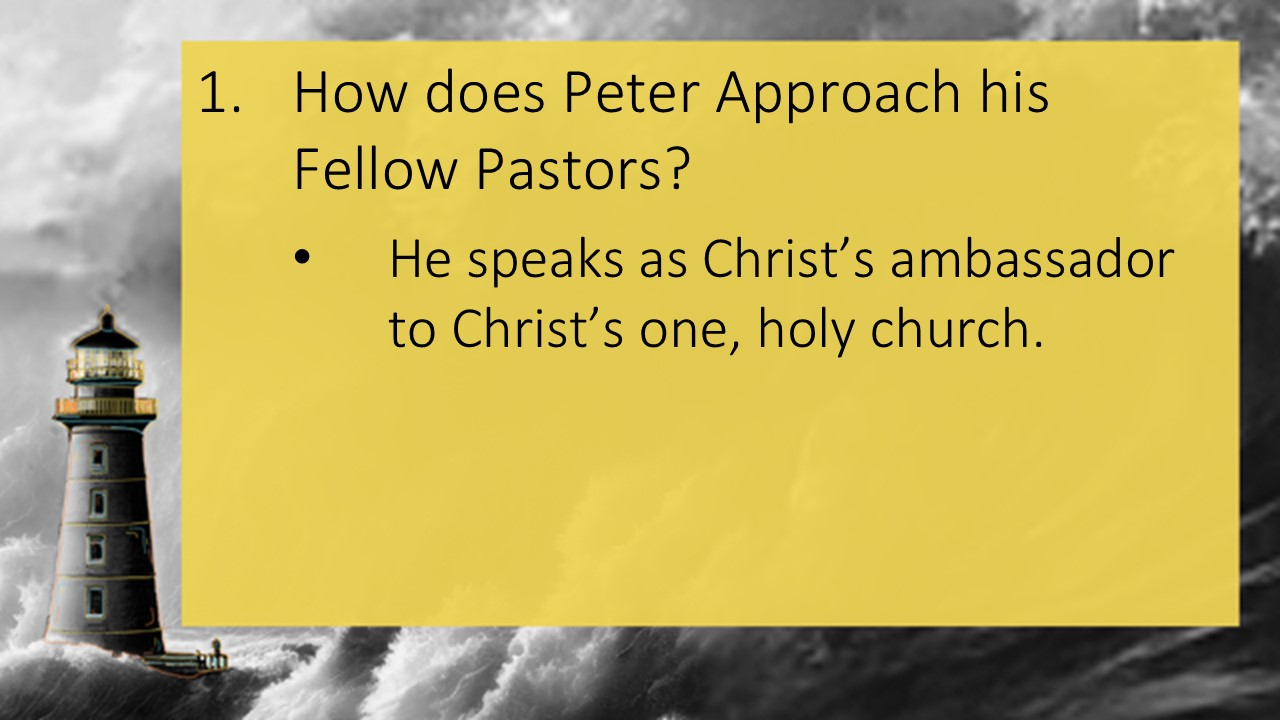 1. How does Peter Approach his
Fellow Pastors?
• He speaks as Christ’s ambassador
to Christ’s one, holy church.